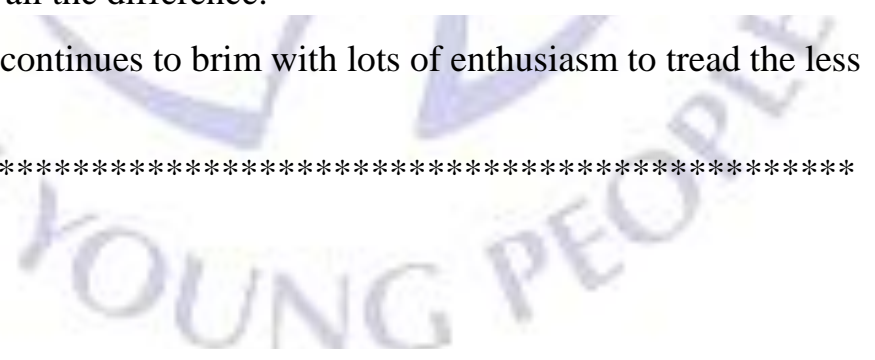 all the difference.
continues to brim with lots of enthusiasm to tread the less
**********************************************
YOUNG PEOPLE